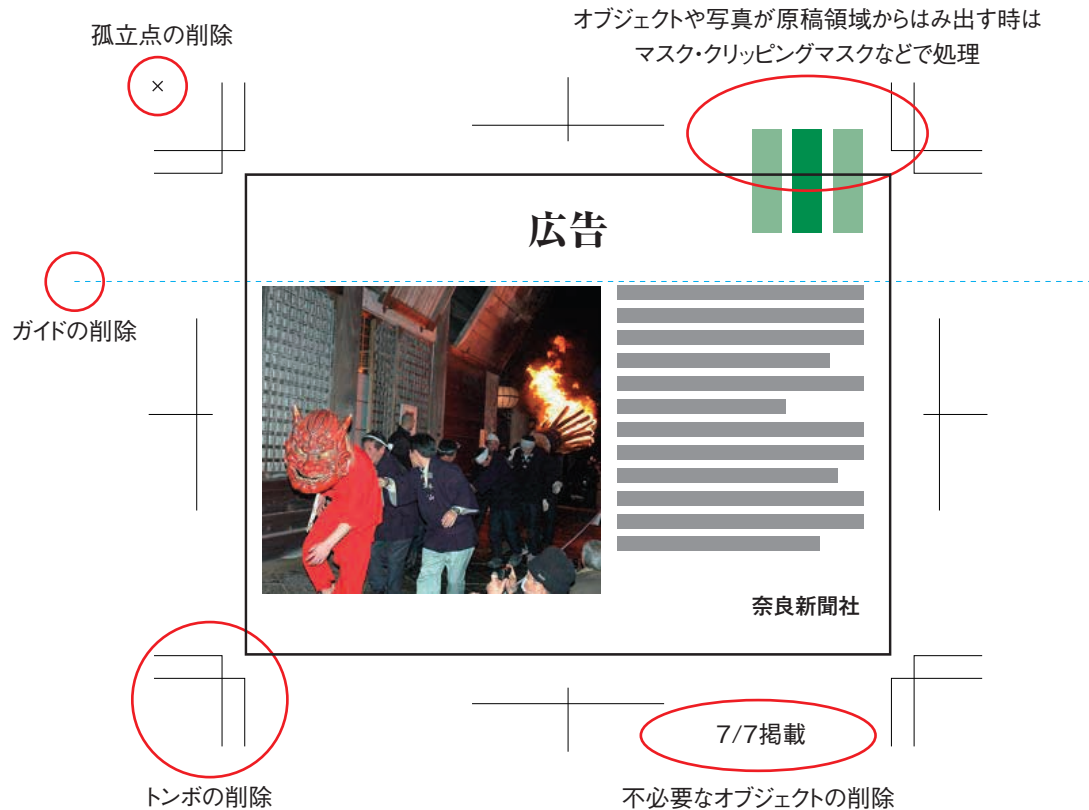 孤立点の削除
オブジェクトや写真が原稿領域からはみ出す時は
マスク・クリッピングマスクなどで処理
広告
ガイドの削除
奈良新聞社
7/7掲載
トンボの削除
不必要なオブジェクトの削除